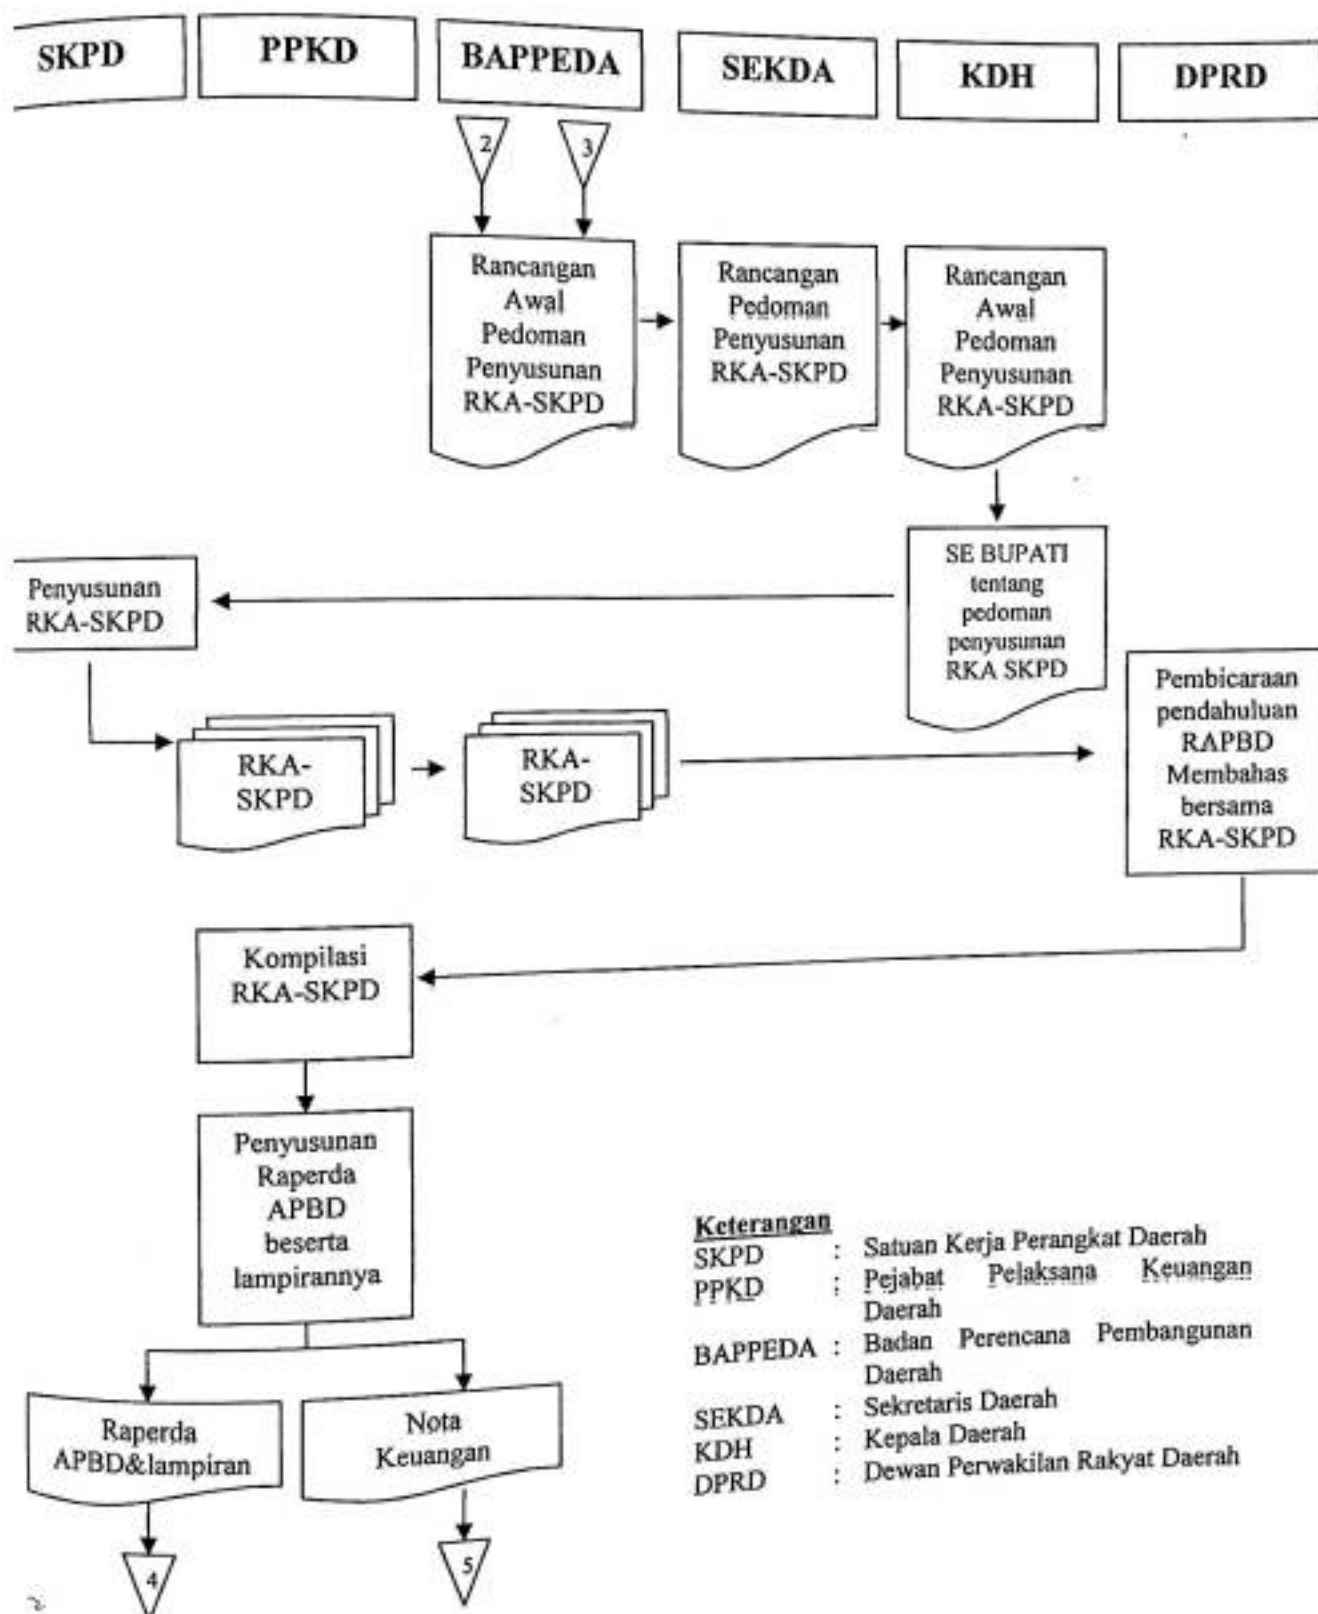 SKPD
PPKD
BAPPEDA
SEKDA
KDH
DPRD
2
3
Rancangan
Awal
Pedoman
Penyusunan
RKA-SKPD
Rancangan
Pedoman
Penyusunan
RKA-SKPD
Rancangan
Awal
Pedoman
Penyusunan
RKA-SKPD
SE BUPATI
tentang
pedoman
penyusunan
RKA SKPD
Penyusunan
RKA-SKPD
RKA-
SKPD
RKA-
SKPD
Pembicaraan
pendahuluan
RAPBD
Membahas
bersama
RKA-SKPD
Kompilasi
RKA-SKPD
Penyusunan
Raperda
APBD
beserta
lampirannya
Raperda
APBD&lampiran
Nota
Keuangan
4
5
Keterangan
SKPD : Satuan Kerja Perangkat Daerah
PPKD : Pejabat Pelaksana Keuangan
Daerah
BAPPEDA : Badan Perencana Pembangunan
Daerah
SEKDA : Sekretaris Daerah
KDH : Kepala Daerah
DPRD : Dewan Perwakilan Rakyat Daerah